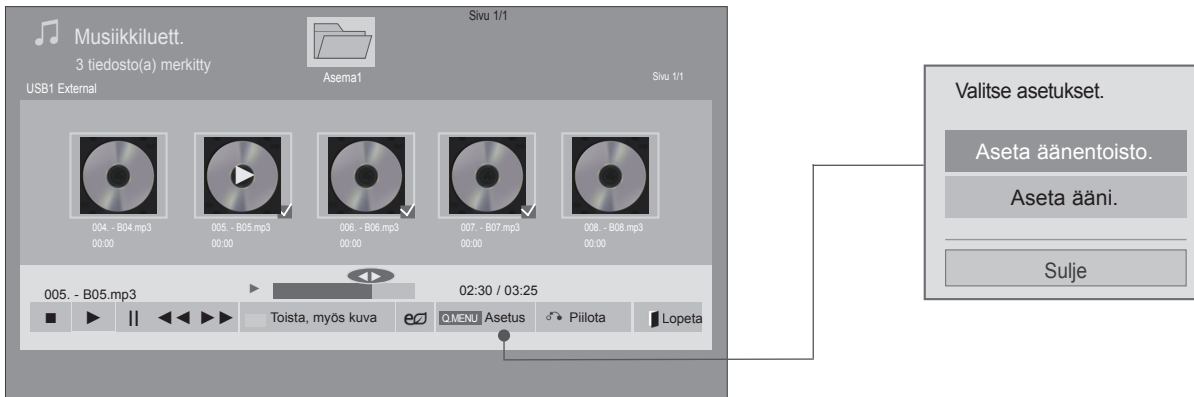 Sivu 1/1
Musiikkiluett.
3 tiedosto(a) merkitty
Asema1
Sivu 1/1
USB1 External
004. - B04.mp3
00:00
005. - B05.mp3
00:00
006. - B06.mp3
00:00
007. - B07.mp3
00:00
008. - B08.mp3
00:00
005. - B05.mp3
02:30 / 03:25
Toista, myös kuva
Q.MENU Asetus
Piilota
Lopeta
Valitse asetukset.
Aseta äänentoisto.
Aseta ääni.
Sulje